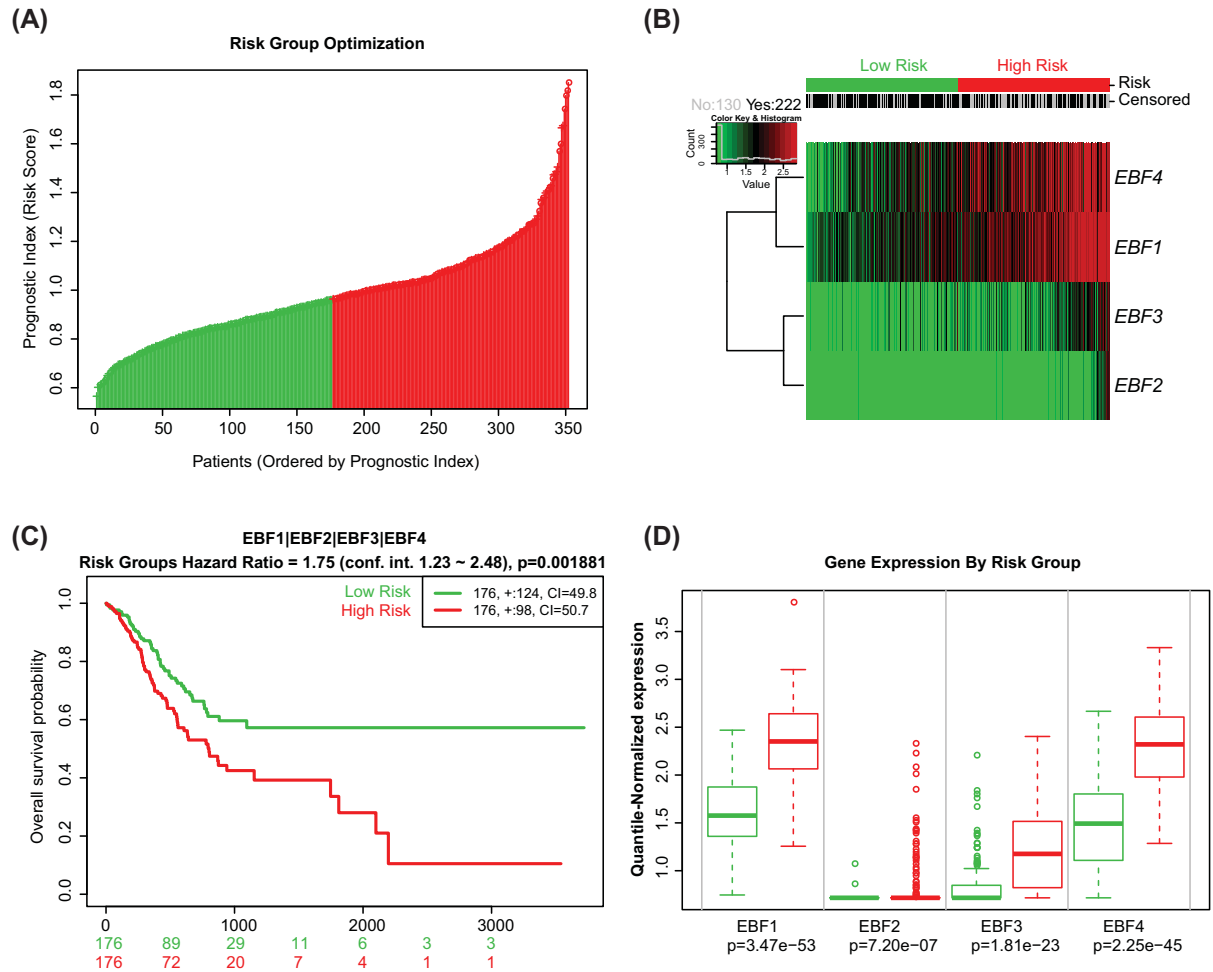 (A)
Risk Group Optimization
Prognostic Index (Risk Score)
1.8
1.6
1.4
1.2
1.0
0.8
0.6
0 50 100 150 200 250 300 350
Patients (Ordered by Prognostic Index)
(B)
Low Risk High Risk
Risk
Censored
No:130 Yes:222
Color Key & Histogram
Count
0 300
1 1.5 2 2.5
Value
EBF4
EBF1
EBF3
EBF2
(C)
EBF1|EBF2|EBF3|EBF4
Risk Groups Hazard Ratio = 1.75 (conf. int. 1.23 ~ 2.48), p=0.001881
Low Risk
High Risk
176, +:124, CI=49.8
176, +:98, CI=50.7
Overall survival probability
1.0
0.8
0.6
0.4
0.2
0.0
0 1000 2000 3000
176 89 29 11 6 3 3
176 72 20 7 4 1 1
(D)
Gene Expression By Risk Group
Quantile-Normalized expression
3.5
3.0
2.5
2.0
1.5
1.0
EBF1 EBF2 EBF3 EBF4
p=3.47e−53 p=7.20e−07 p=1.81e−23 p=2.25e−45